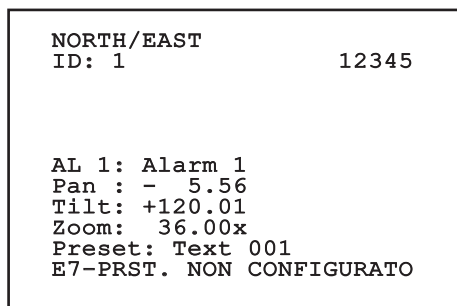 NORTH/EAST
ID: 1 12345
AL 1: Alarm 1
Pan : - 5.56
Tilt: +120.01
Zoom: 36.00x
Preset: Text 001
E7-PRST. NON CONFIGURATO